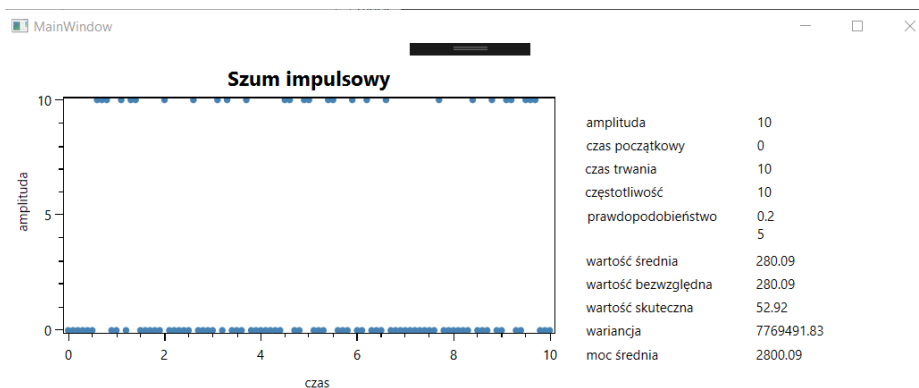 MainWindow
Szum impulsowy
10
5
0
amplituda
0 2 4 6 8 10
czas
amplituda 10
czas początkowy 0
czas trwania 10
częstotliwość 10
prawdopodobieństwo 0.2
5
wartość średnia 280.09
wartość bezwzględna 280.09
wartość skuteczna 52.92
wariancja 7769491.83
moc średnia 2800.09